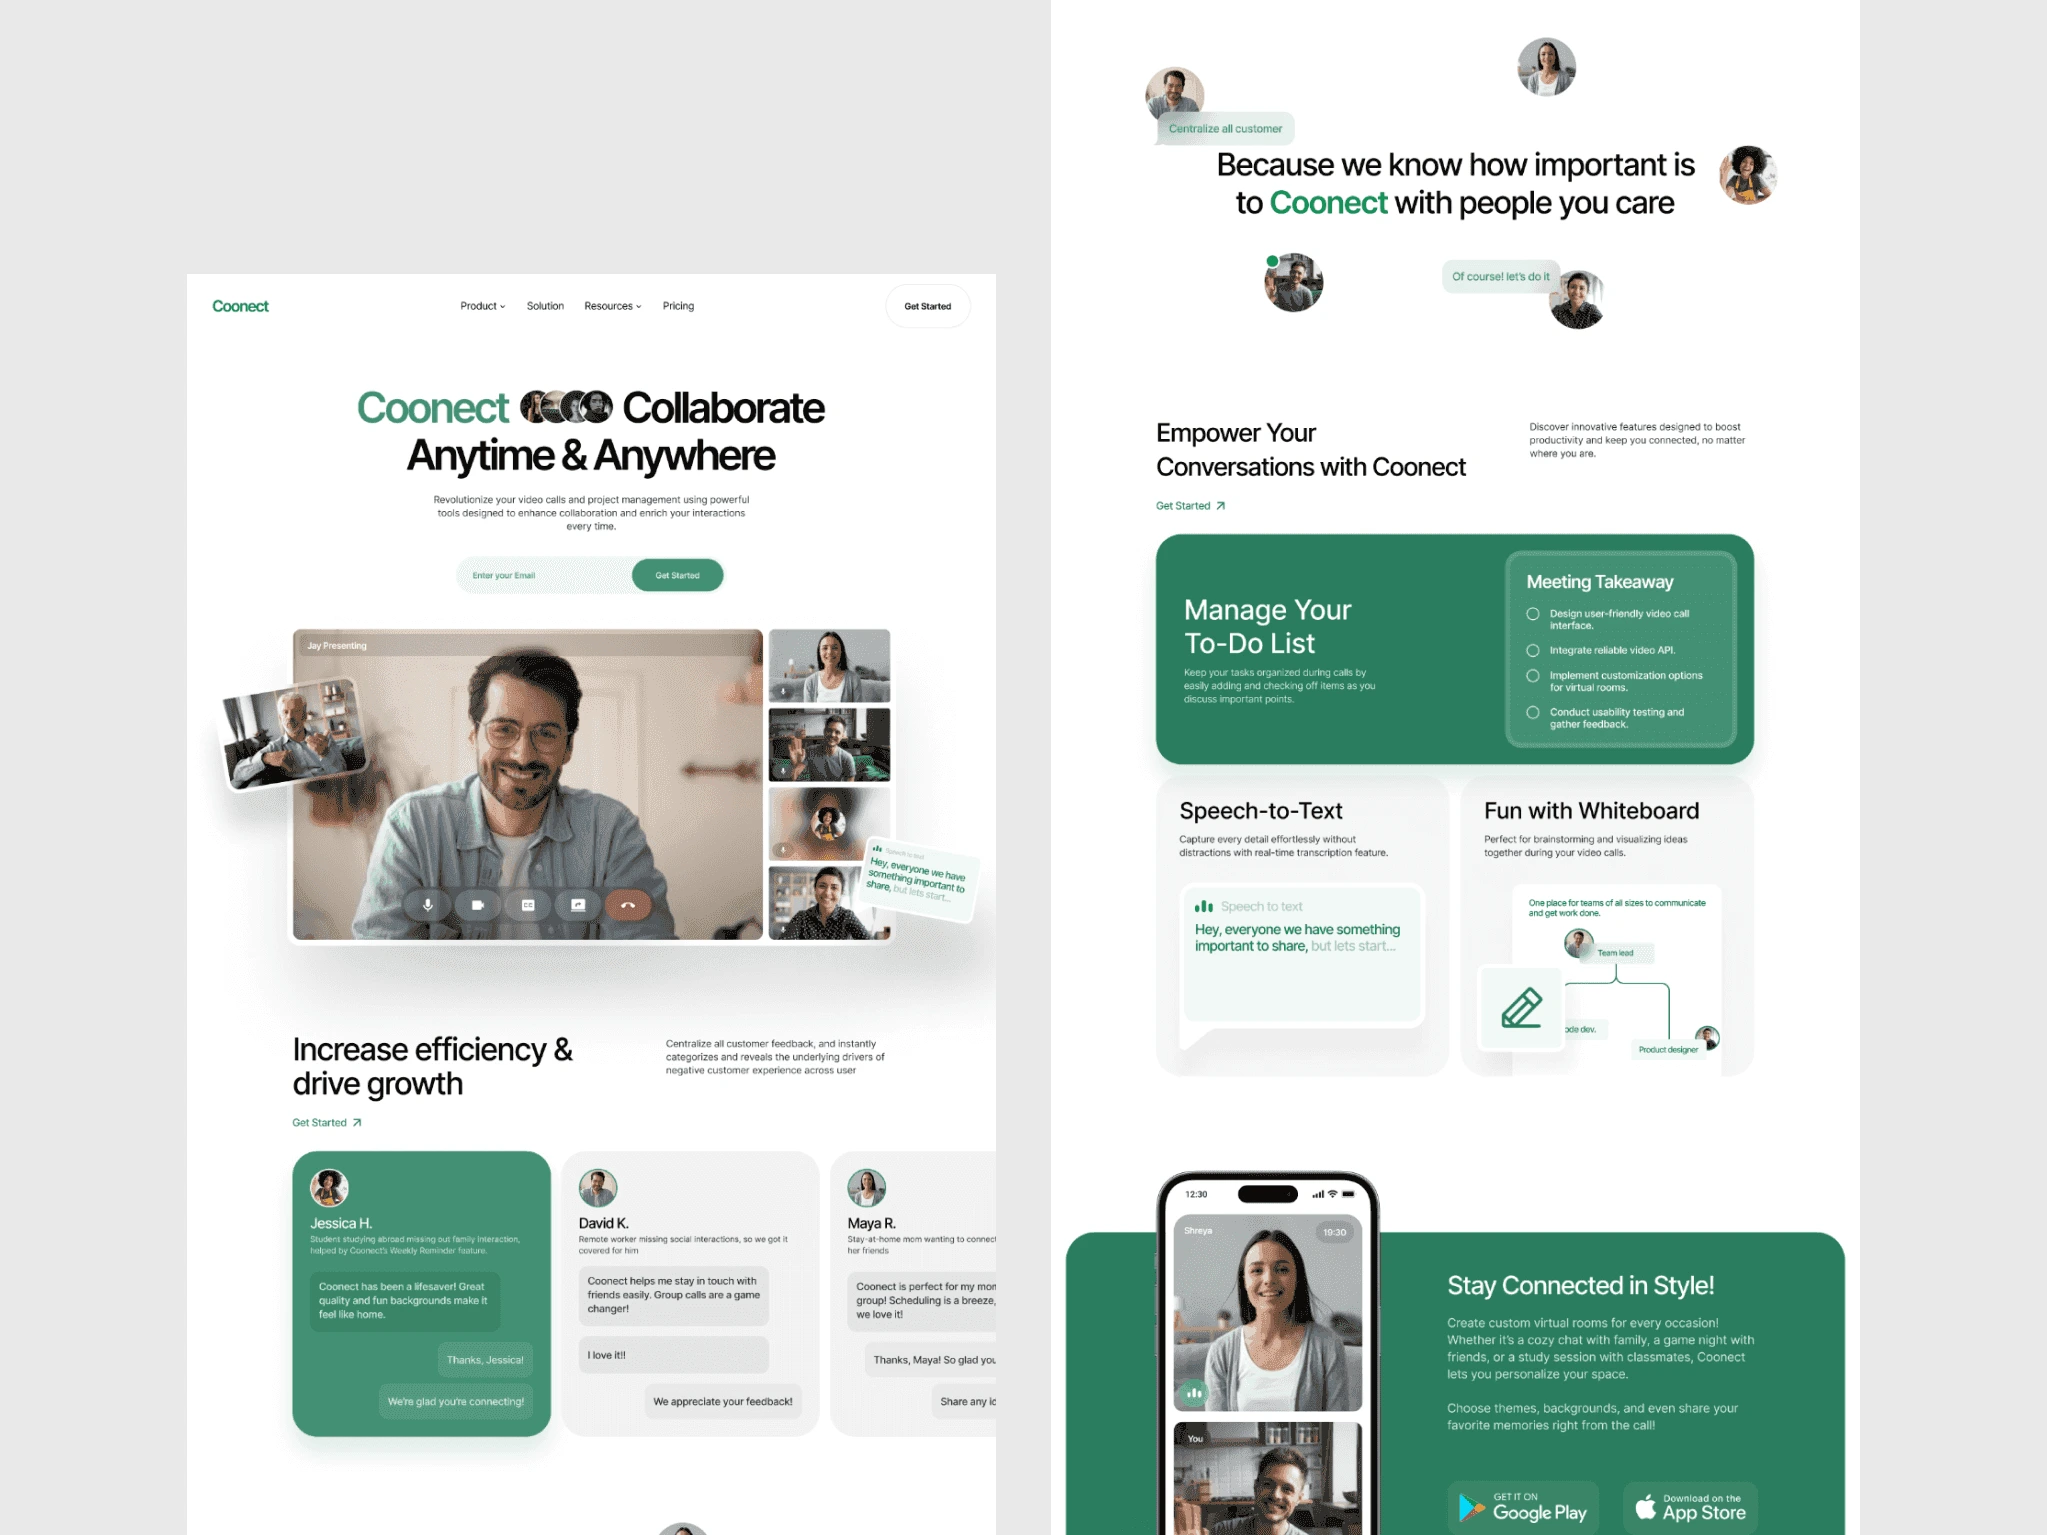 Coonect
Product
Solution
Resources
Pricing
Get Started
Coonect Collaborate
Anytime & Anywhere
Revolutionize your video calls and project management using powerful
tools designed to enhance collaboration and enrich your interactions
every time.
Enter your Email
Get Started
Jay Presenting
CC
Speech to text
Hey, everyone we have
something important to
share, but lets start...
Increase efficiency &
drive growth
Centralize all customer feedback, and instantly
categorizes and reveals the underlying drivers of
negative customer experience across user
Get Started
Jessica H.
Student studying abroad missing out family interaction,
helped by Coonect's Weekly Reminder feature.
Coonect has been a lifesaver! Great
quality and fun backgrounds make it
feel like home.
Thanks, Jessica!
We're glad you're connecting!
David K.
Remote worker missing social interactions, so we got it
covered for him
Coonect helps me stay in touch with
friends easily. Group calls are a game
changer!
I love it!!
We appreciate your feedback!
Maya R.
Stay-at-home mom wanting to connect
her friends
Coonect is perfect for my mom
group! Scheduling is a breeze,
we love it!
Thanks, Maya! So glad you
Share any
Centralize all customer
Because we know how important is
to Coonect with people you care
Of course! let's do it
Empower Your
Conversations with Coonect
Discover innovative features designed to boost
productivity and keep you connected, no matter
where you are.
Get Started
Manage Your
To-Do List
Keep your tasks organized during calls by
easily adding and checking off items as you
discuss important points.
Meeting Takeaway
Design user-friendly video call
interface.
Integrate reliable video API.
Implement customization options
for virtual rooms.
Conduct usability testing and
gather feedback.
Speech-to-Text
Capture every detail effortlessly without
distractions with real-time transcription feature.
Speech to text
Hey, everyone we have something
important to share, but lets start...
Fun with Whiteboard
Perfect for brainstorming and visualizing ideas
together during your video calls.
One place for teams of all sizes to communicate
and get work done.
Team lead
ode dev.
Product designer
12:30
Shreya
19:30
You
Stay Connected in Style!
Create custom virtual rooms for every occasion!
Whether it's a cozy chat with family, a game night with
friends, or a study session with classmates, Coonect
lets you personalize your space.
Choose themes, backgrounds, and even share your
favorite memories right from the call!
GET IT ON
Google Play
Download on the
App Store